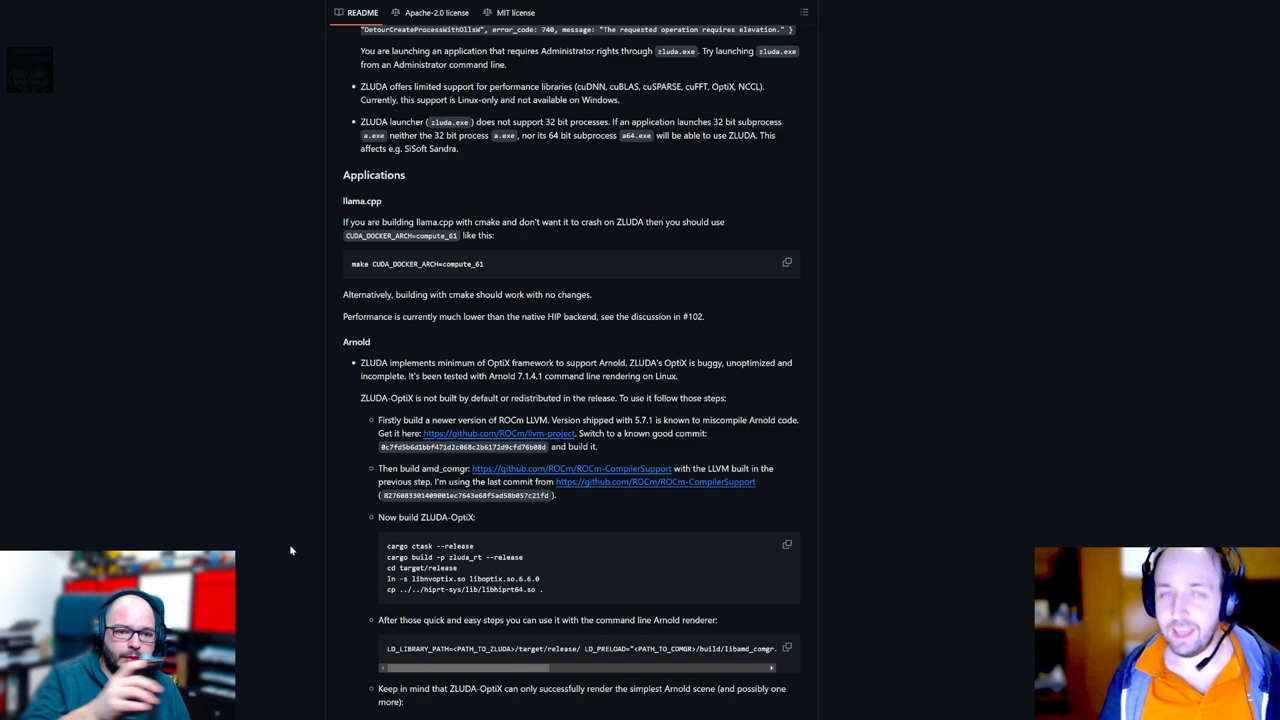 README Apache-2.0 license MIT license
"DetourCreateProcessWithDllsW", error_code: 740, message: "The requested operation requires elevation." }
You are launching an application that requires Administrator rights through zluda.exe. Try launching zluda.exe
from an Administrator command line.
• ZLUDA offers limited support for performance libraries (cuDNN, cuBLAS, cuSPARSE, cuFFT, OptiX, NCCL).
Currently, this support is Linux-only and not available on Windows.
• ZLUDA launcher (zluda.exe) does not support 32 bit processes. If an application launches 32 bit subprocess
a.exe neither the 32 bit process a.exe, nor its 64 bit subprocess a64.exe will be able to use ZLUDA. This
affects e.g. SiSoft Sandra.
Applications
llama.cpp
If you are building llama.cpp with cmake and don't want it to crash on ZLUDA then you should use
CUDA_DOCKER_ARCH=compute_61 like this:
make CUDA_DOCKER_ARCH=compute_61
Alternatively, building with cmake should work with no changes.
Performance is currently much lower than the native HIP backend, see the discussion in #102.
Arnold
• ZLUDA implements minimum of OptiX framework to support Arnold. ZLUDA's OptiX is buggy, unoptimized and
incomplete. It's been tested with Arnold 7.1.4.1 command line rendering on Linux.
ZLUDA-OptiX is not built by default or redistributed in the release. To use it follow those steps:
○ Firstly build a newer version of ROCm LLVM. Version shipped with 5.7.1 is known to miscompile Arnold code.
Get it here: https://github.com/ROCm/llvm-project. Switch to a known good commit:
0c7fd5b6d1bbf471d2c068c2b6172d9cfd76b08d and build it.
○ Then build amd_comgr: https://github.com/ROCm/ROCm-CompilerSupport with the LLVM built in the
previous step. I'm using the last commit from https://github.com/ROCm/ROCm-CompilerSupport
(8276083301409001ec7643e68f5ad58b057c21fd).
○ Now build ZLUDA-OptiX:
cargo ctask --release
cargo build -p zluda_rt --release
cd target/release
ln -s libnvoptix.so liboptix.so.6.6.0
cp ../../hiprt-sys/lib/libhiprt64.so .
○ After those quick and easy steps you can use it with the command line Arnold renderer:
LD_LIBRARY_PATH=<PATH_TO_ZLUDA>/target/release/ LD_PRELOAD="<PATH_TO_COMGR>/build/libamd_comgr.
○ Keep in mind that ZLUDA-OptiX can only successfully render the simplest Arnold scene (and possibly one
more):